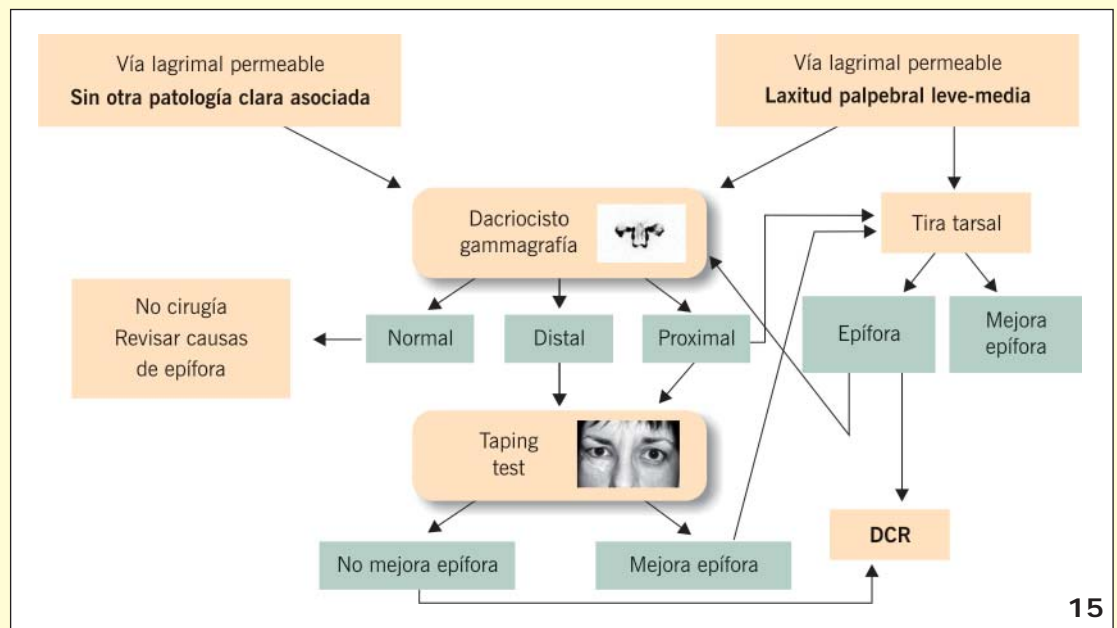 Vía lagrimal permeable
Sin otra patología clara asociada
Vía lagrimal permeable
Laxitud palpebral leve-media
Dacriocisto
gammagrafía
Tira tarsal
No cirugía
Revisar causas
de epífora
Normal
Distal
Proximal
Epífora
Mejora
epífora
Taping
test
No mejora epífora
Mejora epífora
DCR
15